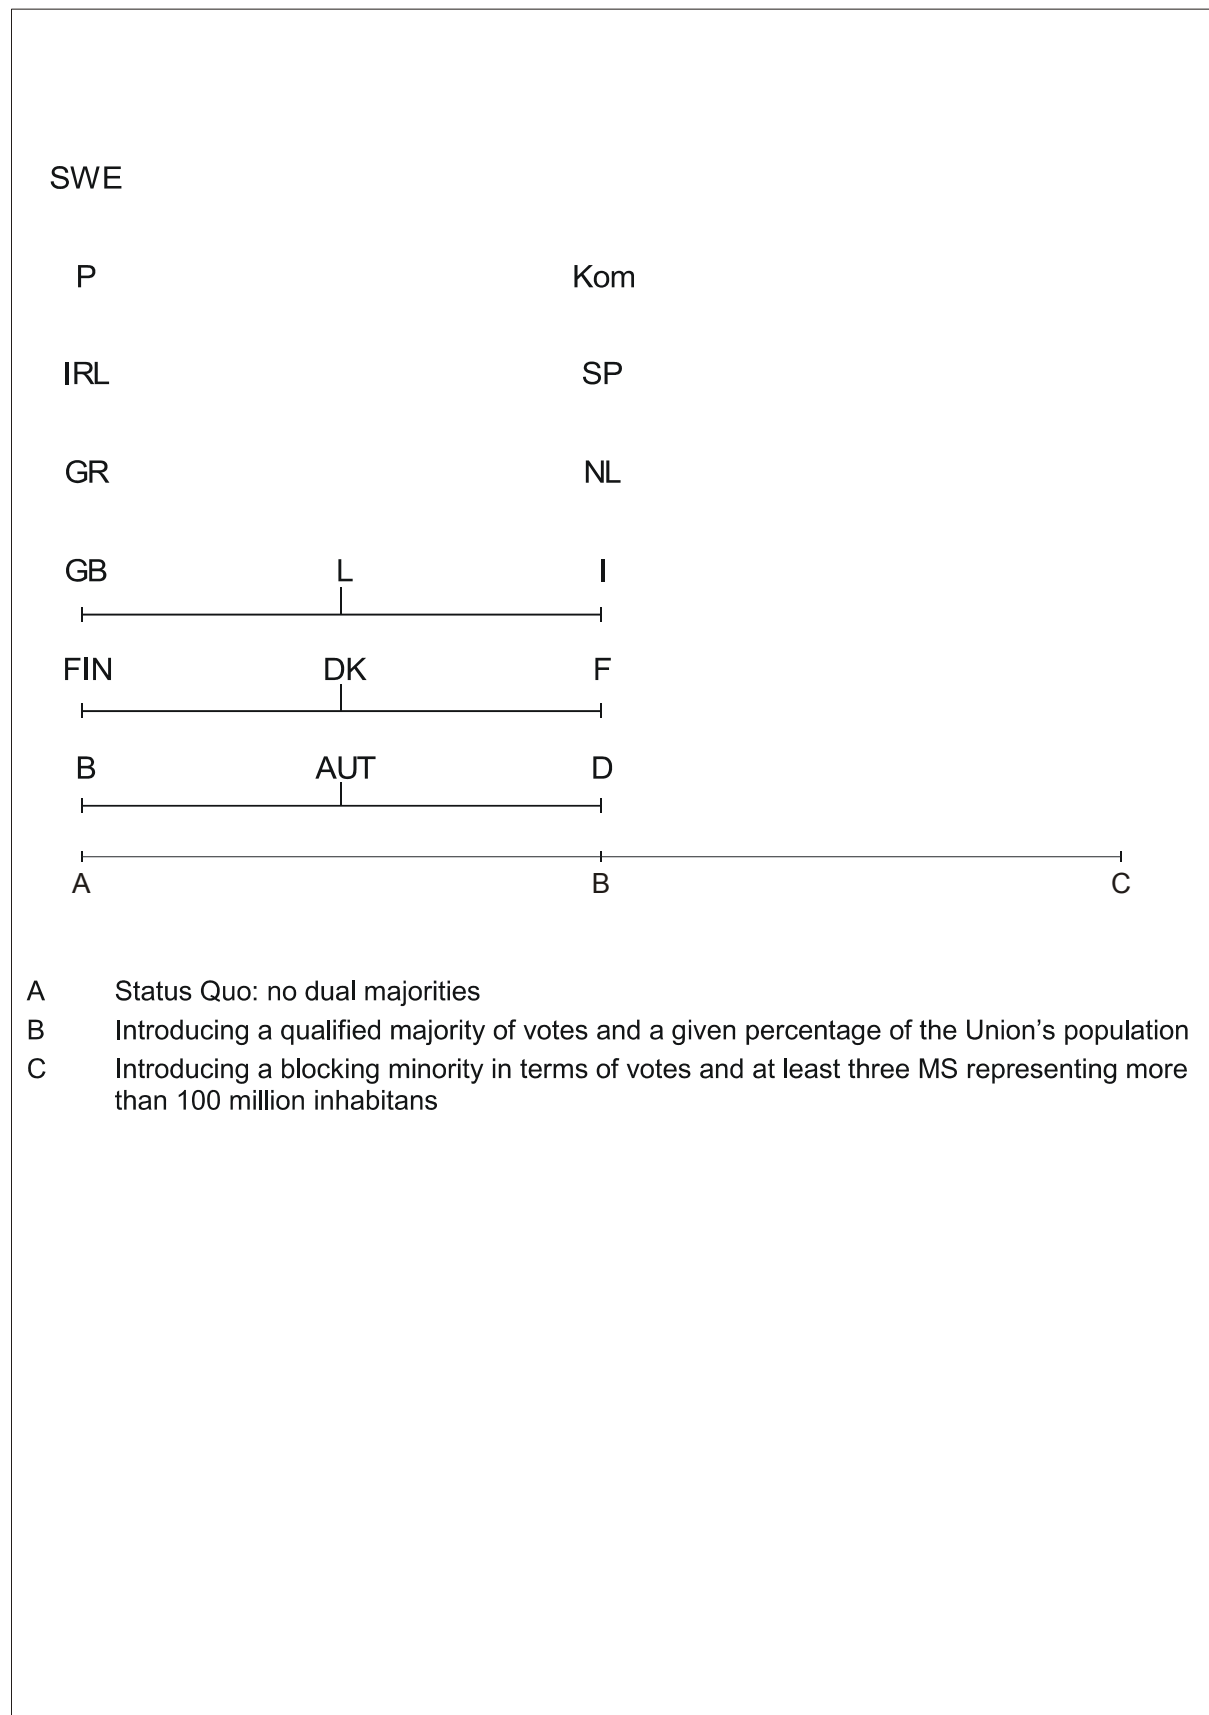 SWE
P Kom
IRL SP
GR NL
GB L I
FIN DK F
B AUT D
A B C
A Status Quo: no dual majorities
B Introducing a qualified majority of votes and a given percentage of the Union's population
C Introducing a blocking minority in terms of votes and at least three MS representing more
than 100 million inhabitans